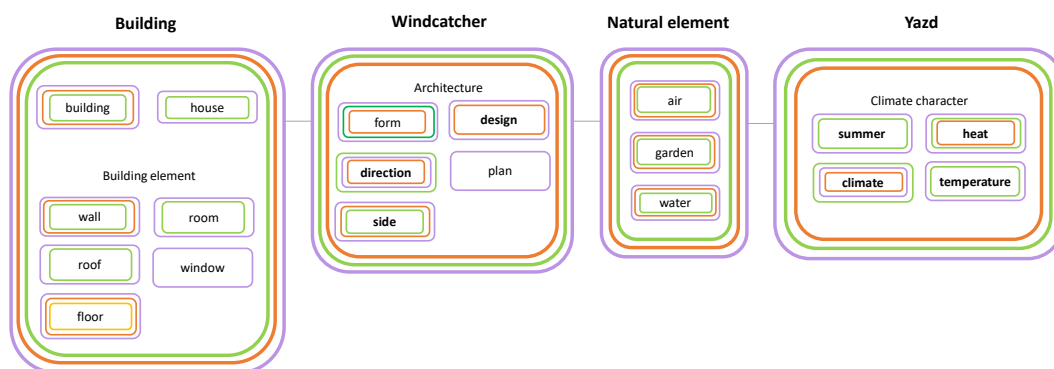 Building
building
house
Building element
wall
room
roof
window
floor
Windcatcher
Architecture
form
design
direction
plan
side
Natural element
air
garden
water
Yazd
Climate character
summer
heat
climate
temperature